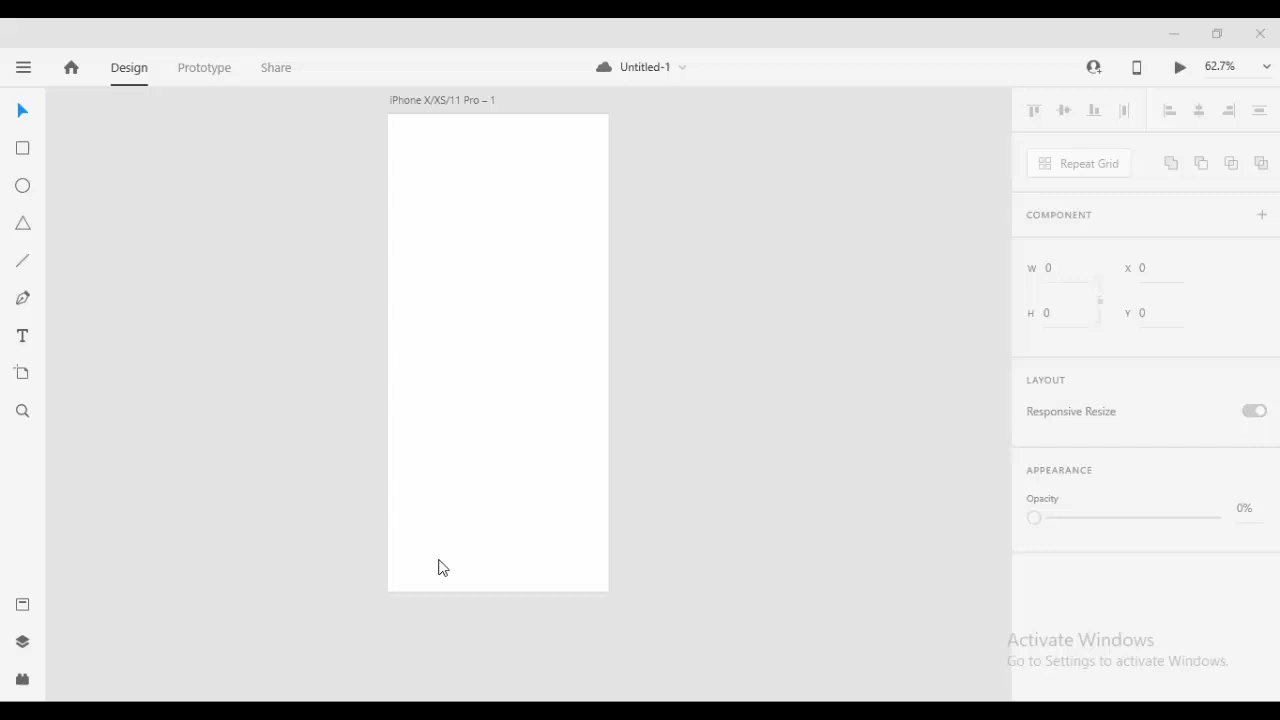 Design Prototype Share Untitled-1 62.7%
iPhone X/XS/11 Pro – 1
Repeat Grid
COMPONENT
W 0 X 0
H 0 Y 0
LAYOUT
Responsive Resize
APPEARANCE
Opacity
0%
Activate Windows
Go to Settings to activate Windows.